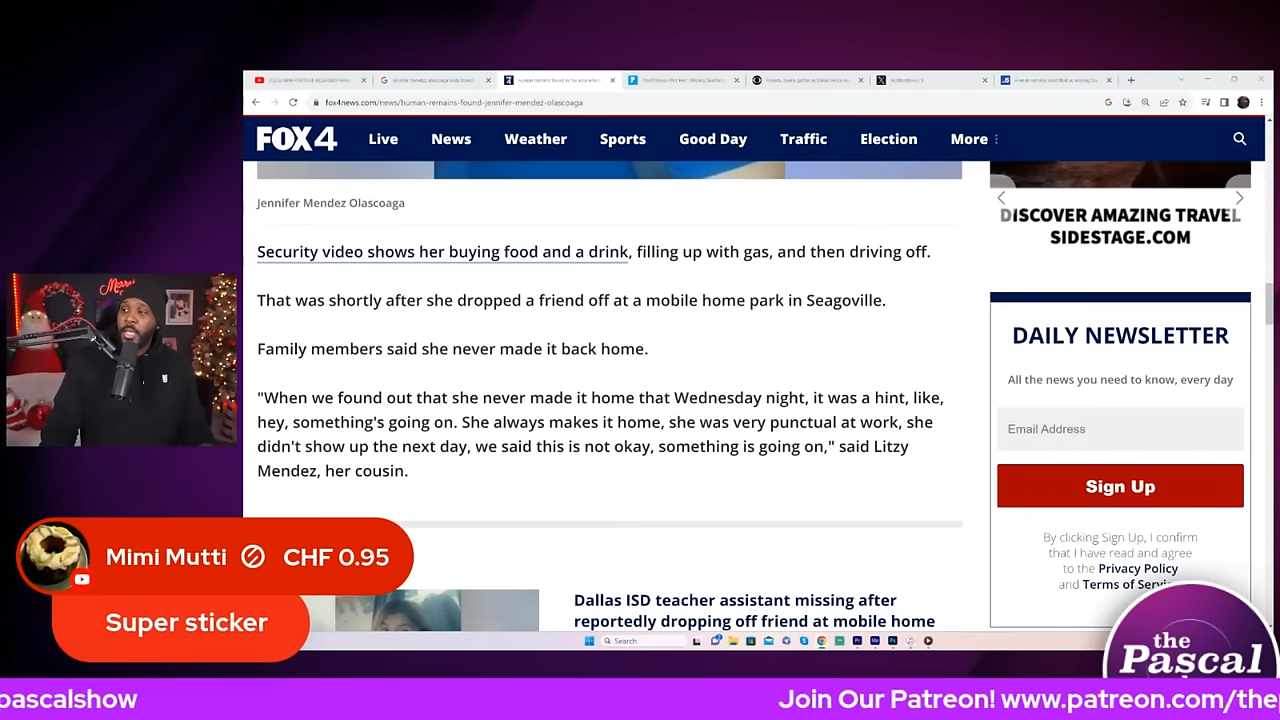 fox4news.com/news/human-remains-found-jennifer-mendez-olascoaga
FOX 4
Live
News
Weather
Sports
Good Day
Traffic
Election
More
Jennifer Mendez Olascoaga
Security video shows her buying food and a drink, filling up with gas, and then driving off.
That was shortly after she dropped a friend off at a mobile home park in Seagoville.
Family members said she never made it back home.
"When we found out that she never made it home that Wednesday night, it was a hint, like,
hey, something's going on. She always makes it home, she was very punctual at work, she
didn't show up the next day, we said this is not okay, something is going on," said Litzy
Mendez, her cousin.
Dallas ISD teacher assistant missing after
reportedly dropping off friend at mobile home
DISCOVER AMAZING TRAVEL
SIDESTAGE.COM
DAILY NEWSLETTER
All the news you need to know, every day
Email Address
Sign Up
By clicking Sign Up, I confirm
that I have read and agree
to the Privacy Policy
and Terms of Servi
Merry
Mimi Mutti
CHF 0.95
Super sticker
Search
the
Pascal
pascalshow
Join Our Patreon! www.patreon.com/thep